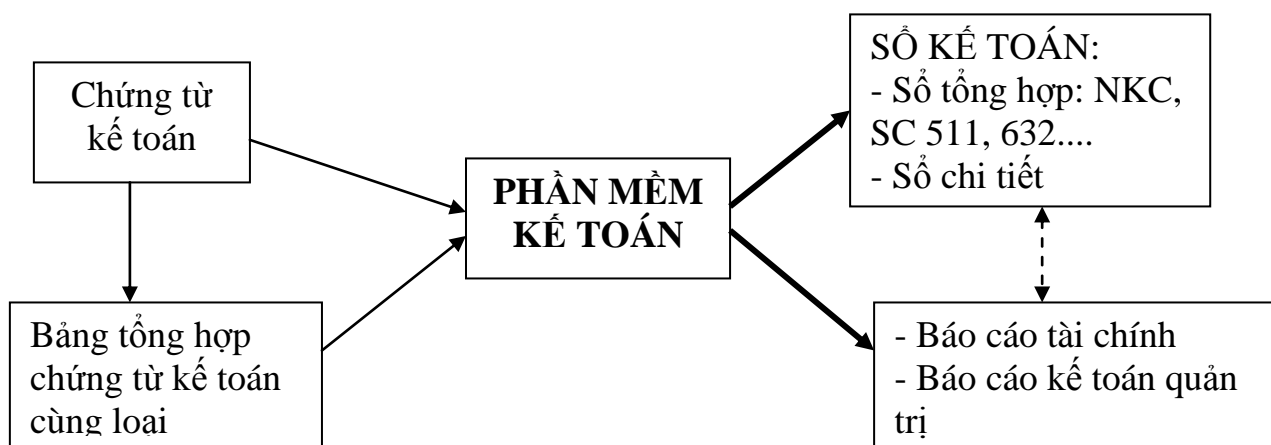 Chứng từ
kế toán
Bảng tổng hợp
chứng từ kế toán
cùng loại
PHẦN MỀM
KẾ TOÁN
SỔ KẾ TOÁN:
- Sổ tổng hợp: NKC,
SC 511, 632....
- Sổ chi tiết
- Báo cáo tài chính
- Báo cáo kế toán quản
trị